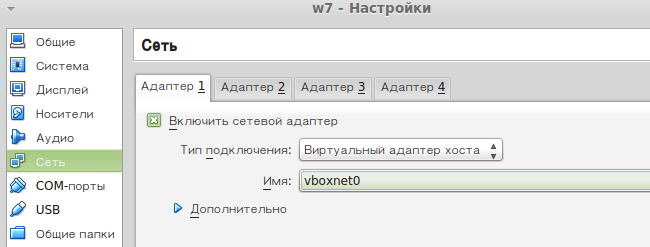 w7 - Настройки
Общие
Система
Дисплей
Носители
Аудио
Сеть
COM-порты
USB
Общие папки
Сеть
Адаптер 1 Адаптер 2 Адаптер 3 Адаптер 4
Включить сетевой адаптер
Тип подключения: Виртуальный адаптер хоста
Имя: vboxnet0
Дополнительно